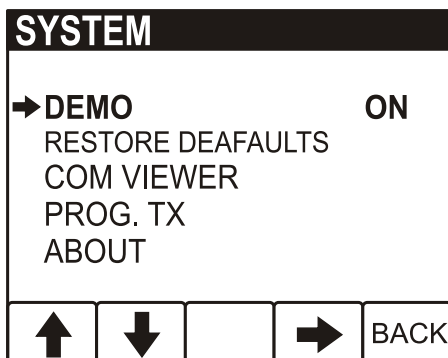 SYSTEM
DEMO ON
RESTORE DEAFAULTS
COM VIEWER
PROG. TX
ABOUT
BACK